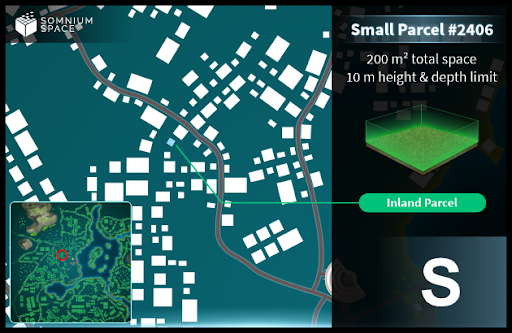 SOMNIUM
SPACE
Small Parcel #2406
200 m² total space
10 m height & depth limit
Inland Parcel
S